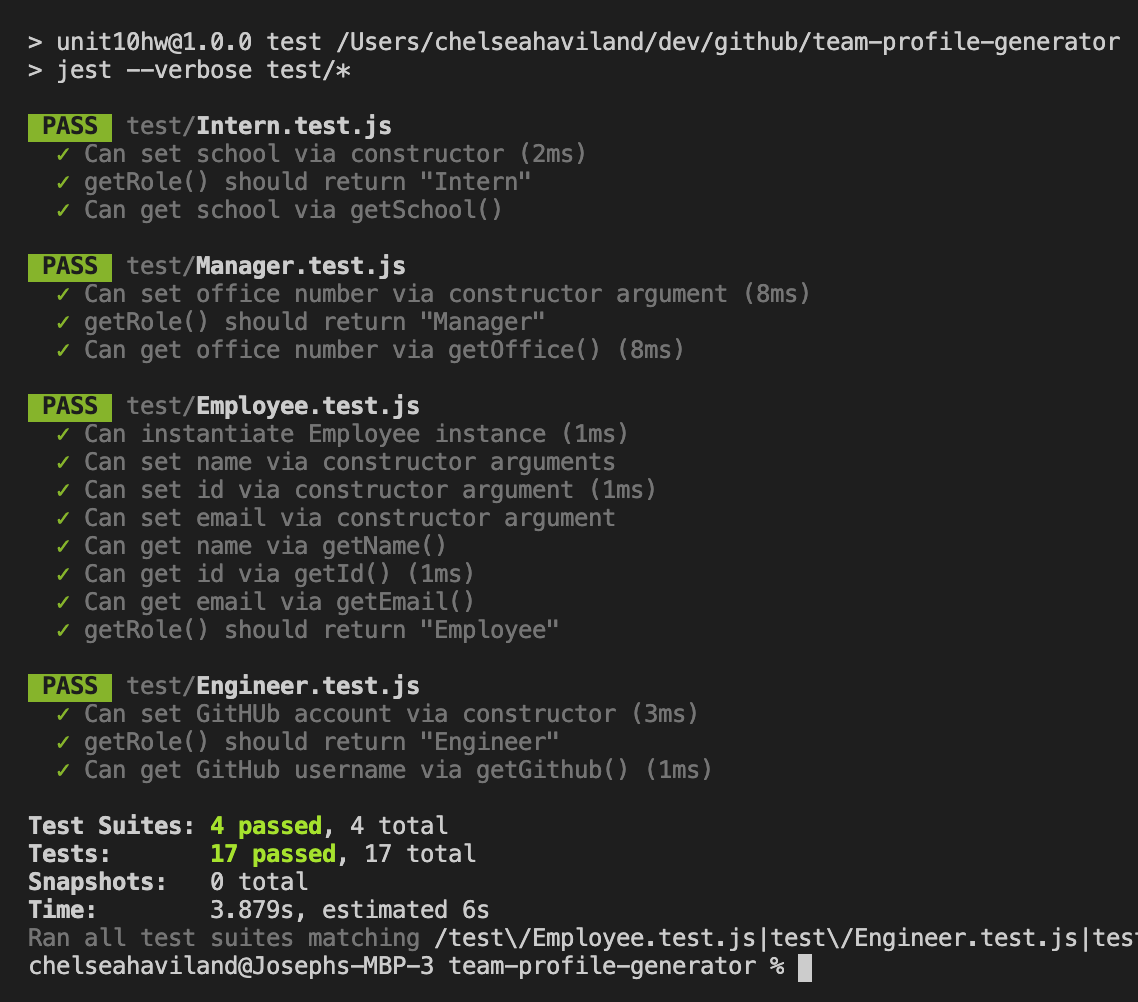 > unit10hw@1.0.0 test /Users/chelseahaviland/dev/github/team-profile-generator
> jest --verbose test/*
PASS test/Intern.test.js
✓ Can set school via constructor (2ms)
✓ getRole() should return "Intern"
✓ Can get school via getSchool()
PASS test/Manager.test.js
✓ Can set office number via constructor argument (8ms)
✓ getRole() should return "Manager"
✓ Can get office number via getOffice() (8ms)
PASS test/Employee.test.js
✓ Can instantiate Employee instance (1ms)
✓ Can set name via constructor arguments
✓ Can set id via constructor argument (1ms)
✓ Can set email via constructor argument
✓ Can get name via getName()
✓ Can get id via getId() (1ms)
✓ Can get email via getEmail()
✓ getRole() should return "Employee"
PASS test/Engineer.test.js
✓ Can set GitHUb account via constructor (3ms)
✓ getRole() should return "Engineer"
✓ Can get GitHub username via getGithub() (1ms)
Test Suites: 4 passed, 4 total
Tests: 17 passed, 17 total
Snapshots: 0 total
Time: 3.879s, estimated 6s
Ran all test suites matching /test\/Employee.test.js|test\/Engineer.test.js|tes
chelseahaviland@Josephs-MBP-3 team-profile-generator %